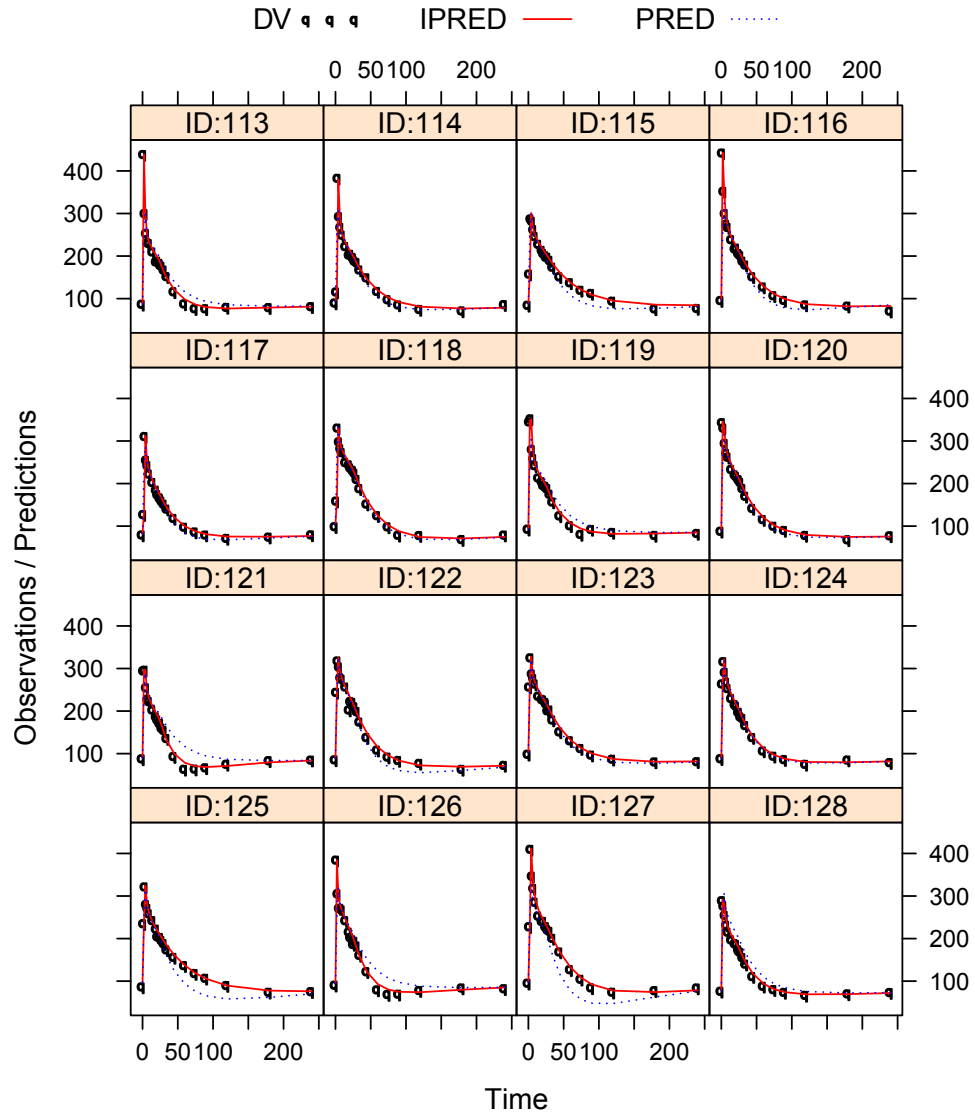 DV q q q IPRED PRED
0 50 100 200 0 50 100 200
ID:113 ID:114 ID:115 ID:116
400
300
200
100
ID:117 ID:118 ID:119 ID:120
400
300
200
100
ID:121 ID:122 ID:123 ID:124
400
300
200
100
ID:125 ID:126 ID:127 ID:128
400
300
200
100
0 50 100 200 0 50 100 200
Observations / Predictions
Time